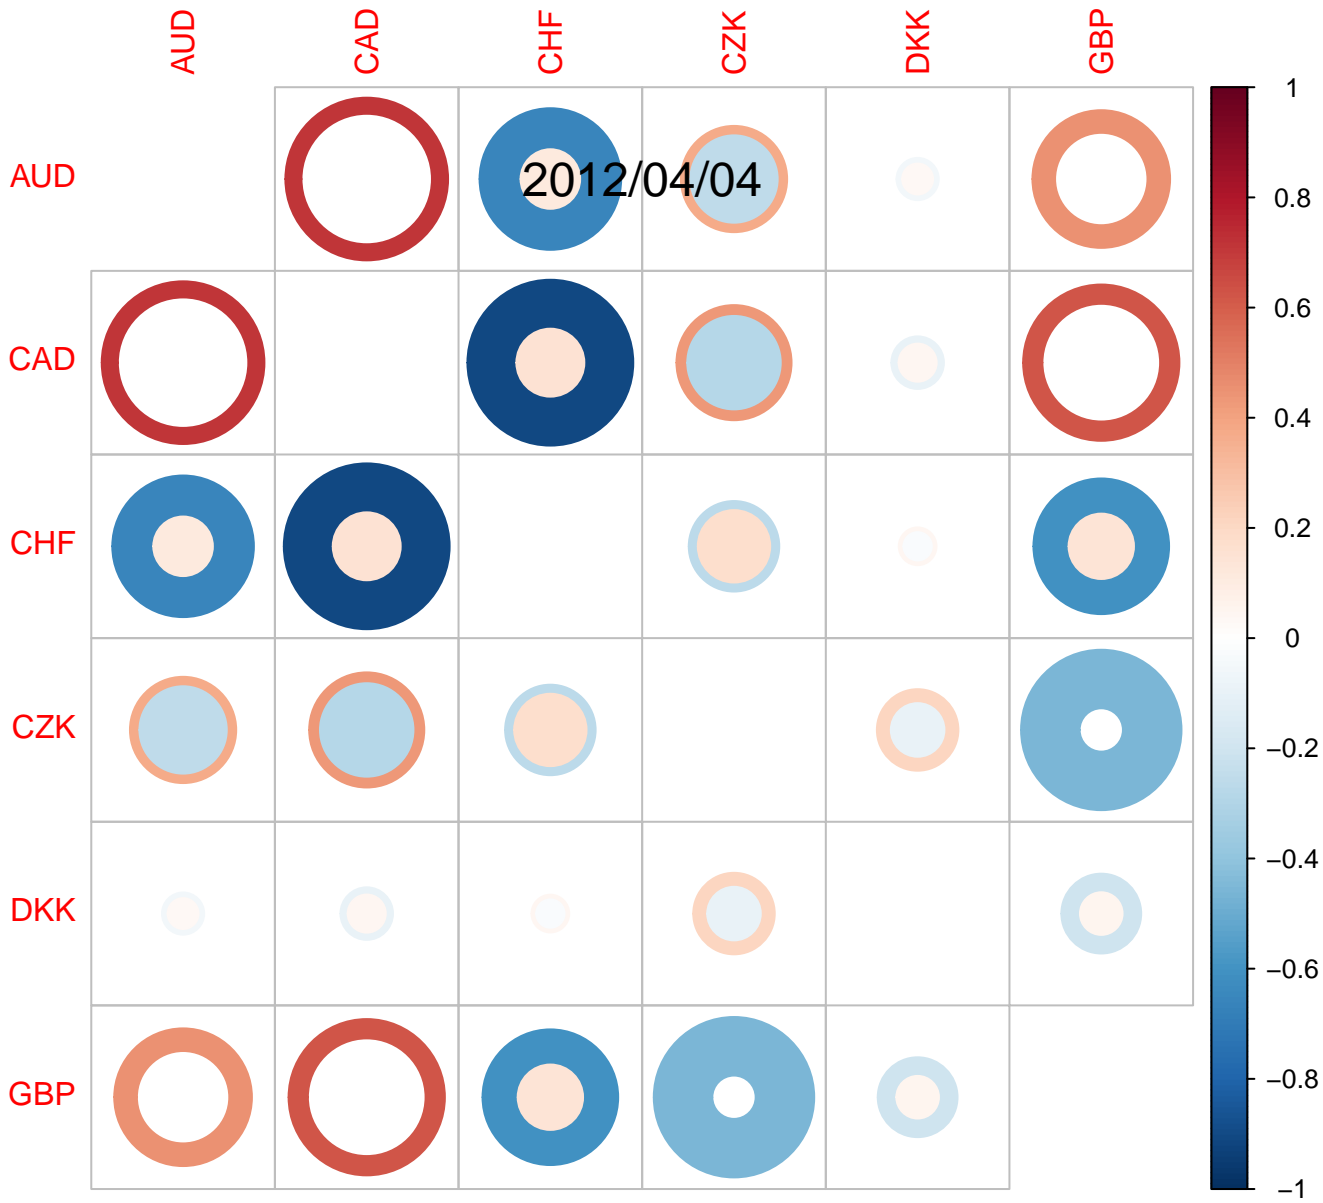 AUD CAD CHF CZK DKK GBP
1
AUD 2012/04/04 0.8
0.6
CAD 0.4
CHF 0.2
0
CZK −0.2
−0.4
DKK −0.6
GBP −0.8
−1